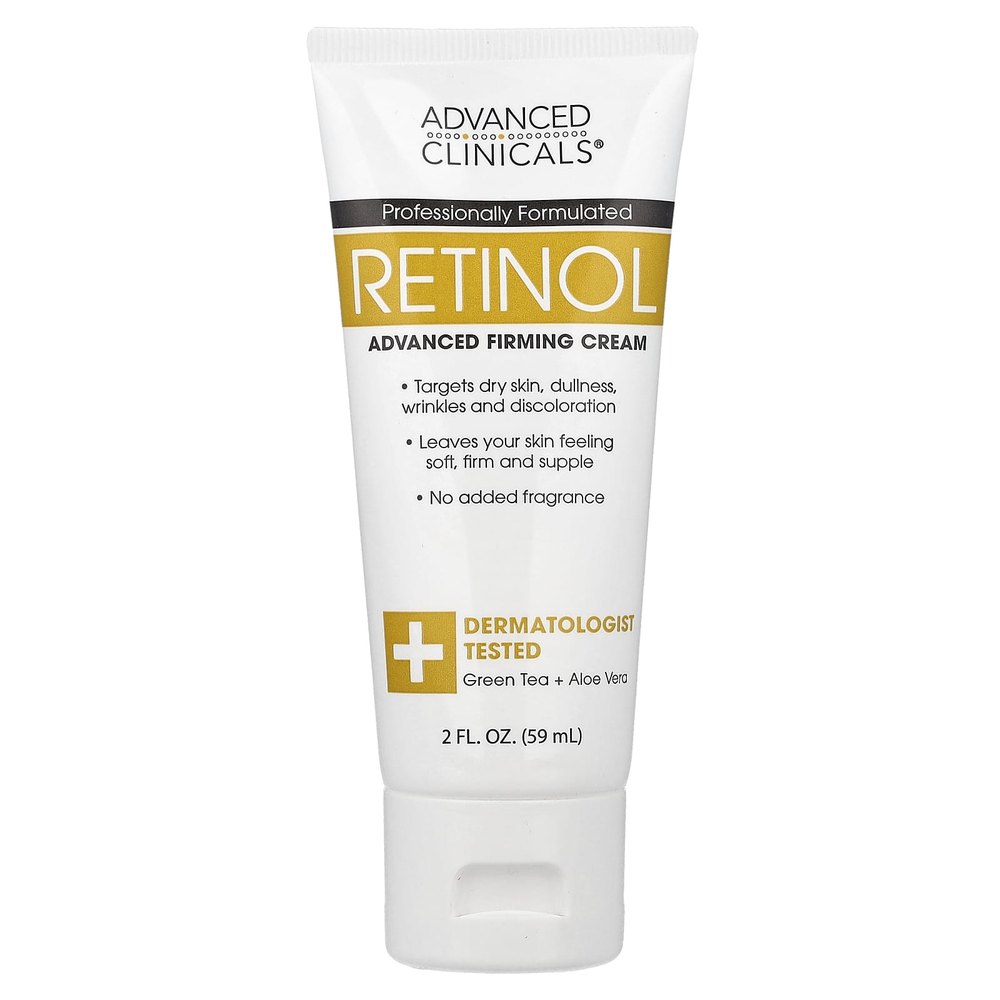 ADVANCED
CLINICALS®
Professionally Formulated
RETINOL
ADVANCED FIRMING CREAM
• Targets dry skin, dullness,
wrinkles and discoloration
• Leaves your skin feeling
soft, firm and supple
• No added fragrance
DERMATOLOGIST
TESTED
Green Tea + Aloe Vera
2 FL. OZ. (59 mL)